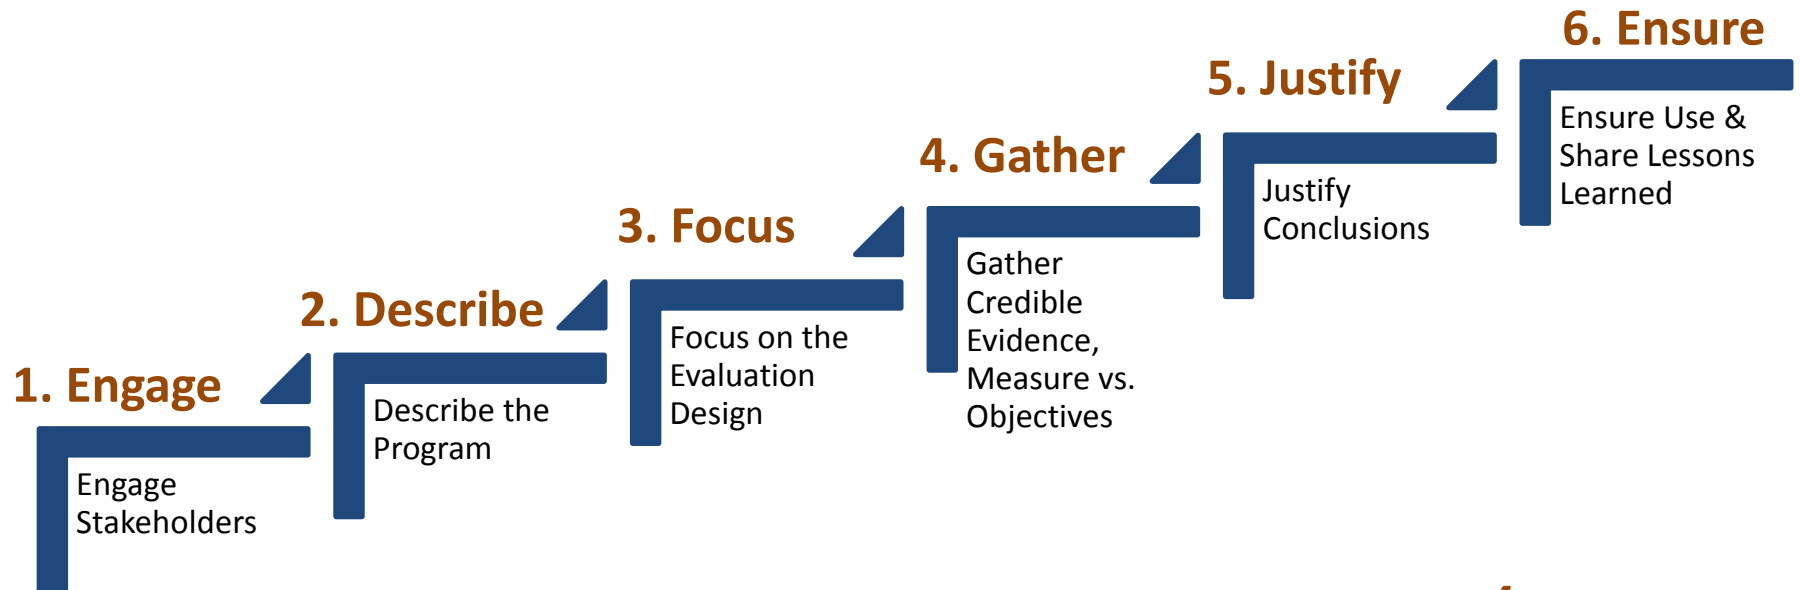 1. Engage
Engage
Stakeholders
2. Describe
Describe the
Program
3. Focus
Focus on the
Evaluation
Design
4. Gather
Gather
Credible
Evidence,
Measure vs.
Objectives
5. Justify
Justify
Conclusions
6. Ensure
Ensure Use &
Share Lessons
Learned